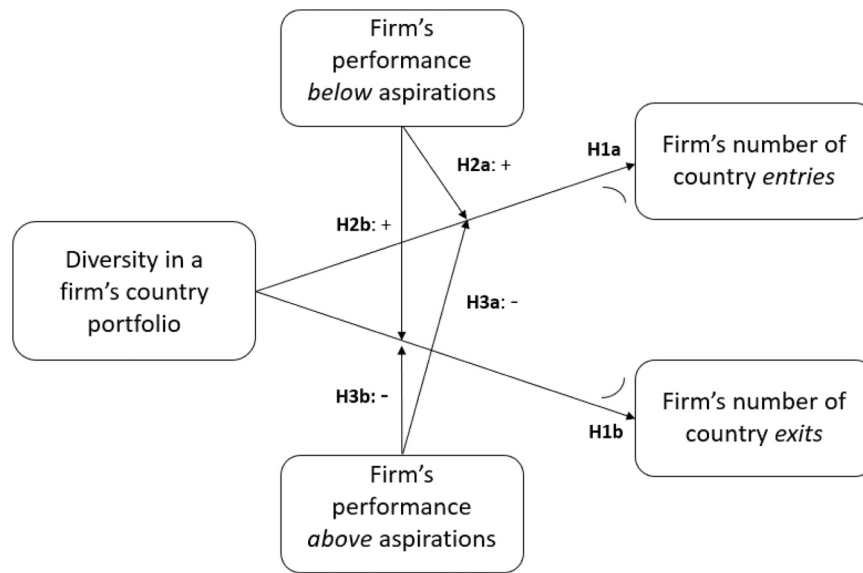 Firm's
performance
below aspirations
H1a
Firm's number of
country entries
H2a: +
H2b: +
Diversity in a
firm's country
portfolio
H3a: -
H3b: -
Firm's number of
country exits
H1b
Firm's
performance
above aspirations